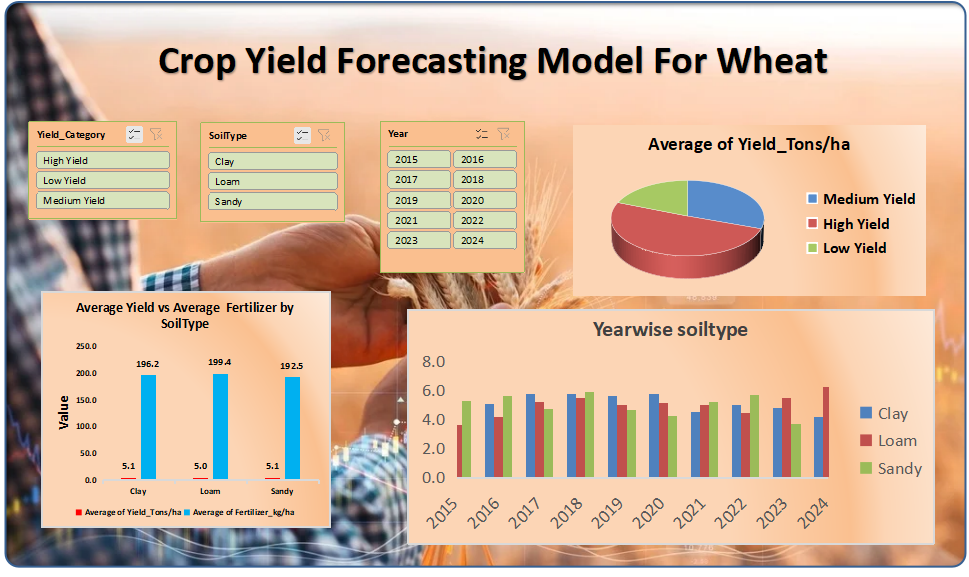 Crop Yield Forecasting Model For Wheat
Yield_Category
High Yield
Low Yield
Medium Yield
SoilType
Clay
Loam
Sandy
Year
2015 2016
2017 2018
2019 2020
2021 2022
2023 2024
Average of Yield_Tons/ha
Medium Yield
High Yield
Low Yield
Average Yield vs Average Fertilizer by
SoilType
Value
250.0
200.0
150.0
100.0
50.0
0.0
196.2
199.4
192.5
5.1
5.0
5.1
Clay
Loam
Sandy
Average of Yield_Tons/ha
Average of Fertilizer_kg/ha
Yearwise soiltype
8.0
6.0
4.0
2.0
0.0
2015
2016
2017
2018
2019
2020
2021
2022
2023
2024
Clay
Loam
Sandy